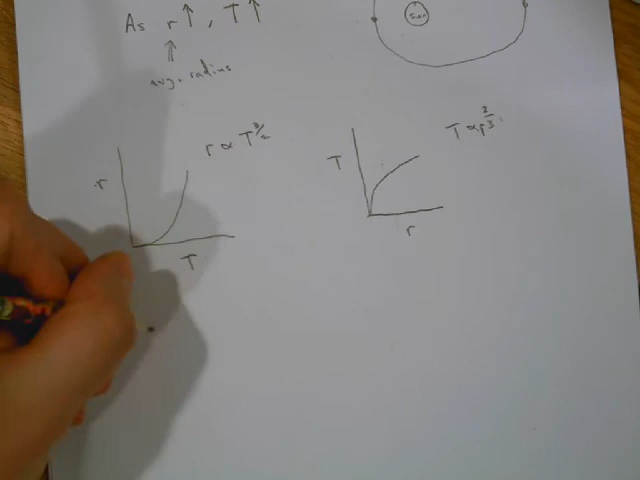 As r↑, T↑
Sun
↑
avg. radius
r ∝ T^3/2
T ∝ r^2/3
r
T
T
r